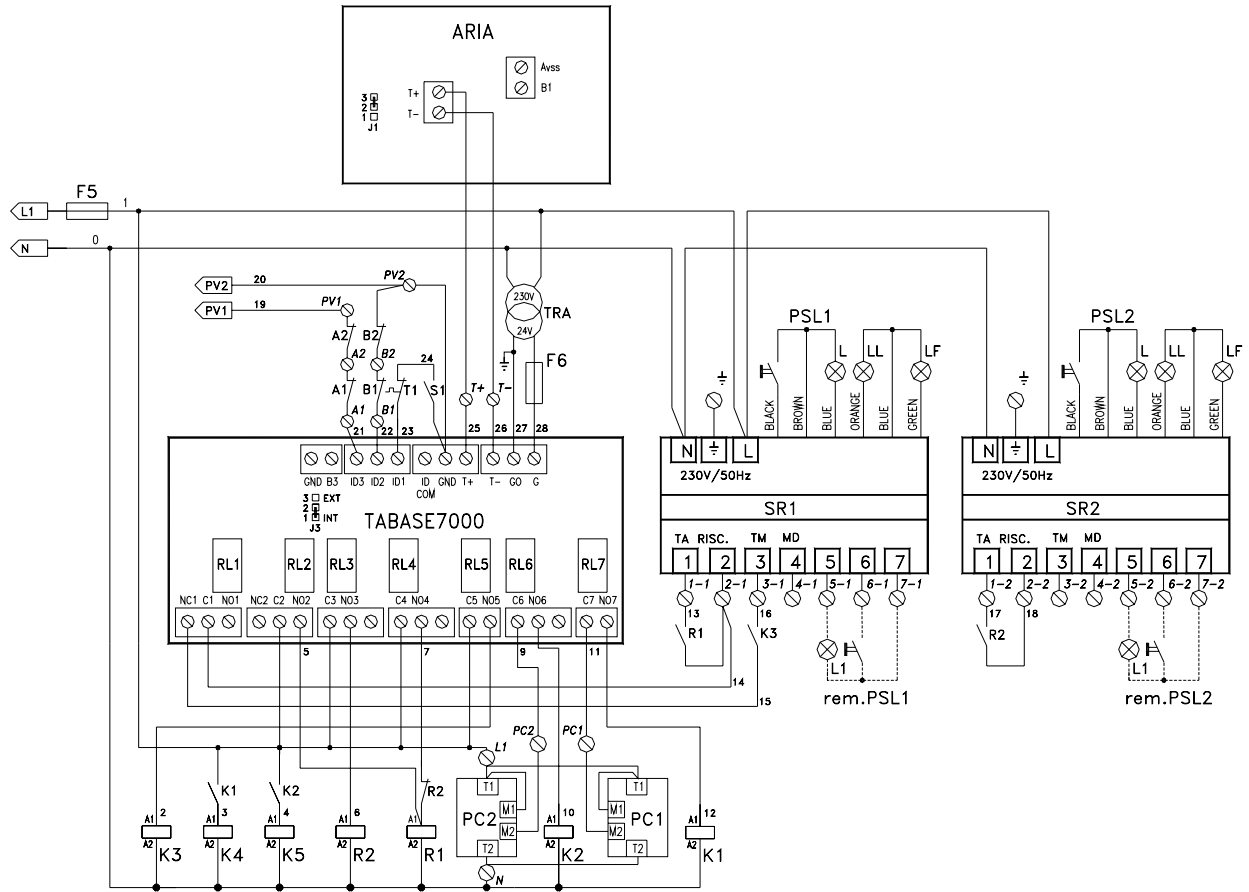 ARIA
Avss
B1
T+
T-
3
2
1
J1
F5
L1
1
N
0
PV2
20
PV2
PV1
19
PV1
230V
24V
TRA
F6
A2
A2
B2
B2
24
A1
A1
B1
B1
T1
S1
T+
T-
21
22
23
25
26
27
28
GND B3 ID3 ID2 ID1 ID COM GND T+ T- G0 G
3 EXT
2
1 INT
J3
TABASE7000
RL1 RL2 RL3 RL4 RL5 RL6 RL7
NC1 C1 NO1 NC2 C2 NO2 C3 NO3 C4 NO4 C5 NO5 C6 NO6 C7 NO7
5
7
9
11
PSL1
L
LL
LF
BLACK
BROWN
BLUE
ORANGE
BLUE
GREEN
N
L
230V/50Hz
SR1
TA RISC. TM MD
1 2 3 4 5 6 7
1-1 2-1 3-1 4-1 5-1 6-1 7-1
13
R1
16
K3
L1
14
15
rem.PSL1
PSL2
L
LL
LF
BLACK
BROWN
BLUE
ORANGE
BLUE
GREEN
N
L
230V/50Hz
SR2
TA RISC. TM MD
1 2 3 4 5 6 7
1-2 2-2 3-2 4-2 5-2 6-2 7-2
17
18
R2
L1
rem.PSL2
PC2
PC1
L1
K1
K2
R2
T1
M1
M2
PC2
T2
T1
M1
M2
PC1
T2
N
A1 2
A2
K3
A1 3
A2
K4
A1 4
A2
K5
A1 6
A2
R2
A1
A2
R1
A1 10
A2
K2
A1 12
A2
K1